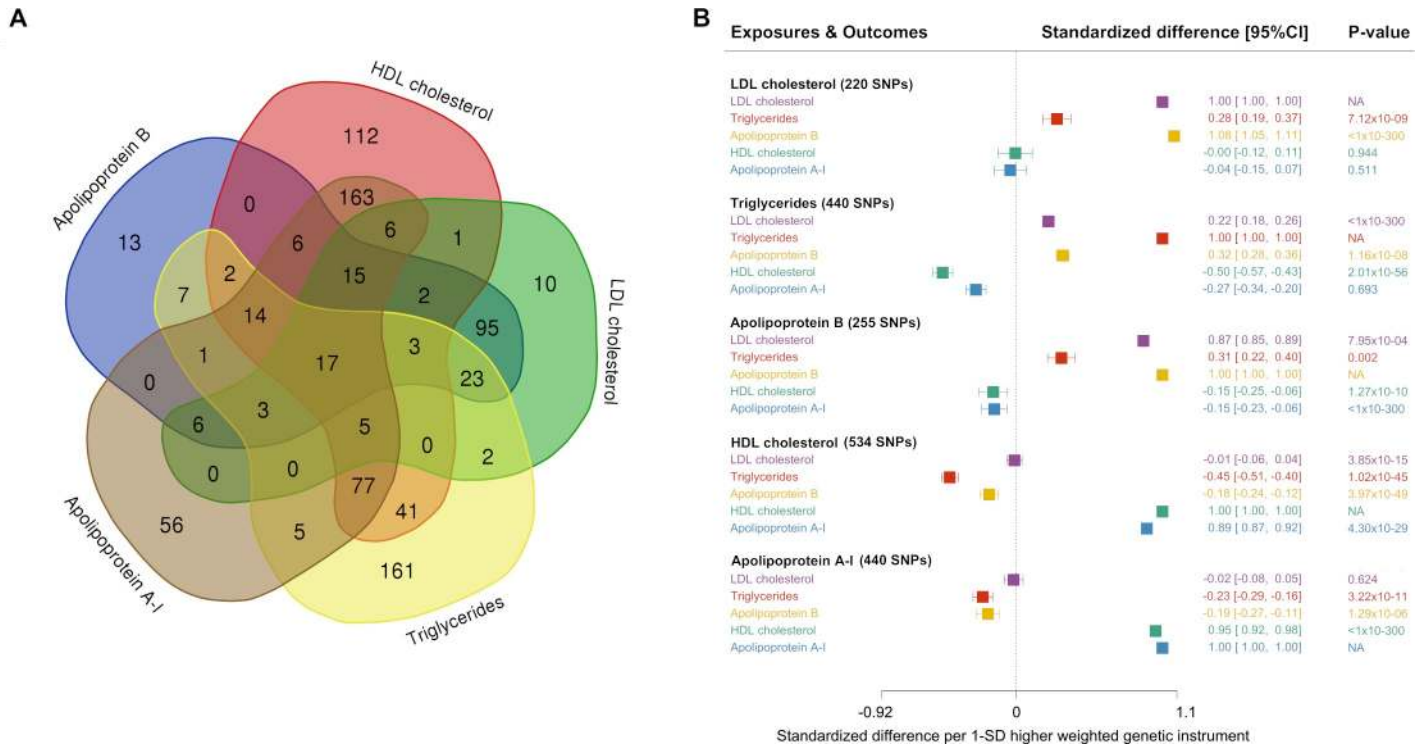 A
HDL cholesterol
Apolipoprotein B
LDL cholesterol
Apolipoprotein A-I
Triglycerides
112
0
163
13
6
6
1
10
2
15
7
2
14
95
3
1
17
23
0
3
6
5
0
2
0
0
77
41
56
5
161
B
Exposures & Outcomes Standardized difference [95%CI] P-value
LDL cholesterol (220 SNPs)
LDL cholesterol 1.00 [ 1.00, 1.00] NA
Triglycerides 0.28 [ 0.19, 0.37] 7.12x10-09
Apolipoprotein B 1.08 [ 1.05, 1.11] <1x10-300
HDL cholesterol -0.00 [-0.12, 0.11] 0.944
Apolipoprotein A-I -0.04 [-0.15, 0.07] 0.511
Triglycerides (440 SNPs)
LDL cholesterol 0.22 [ 0.18, 0.26] <1x10-300
Triglycerides 1.00 [ 1.00, 1.00] NA
Apolipoprotein B 0.32 [ 0.28, 0.36] 1.16x10-08
HDL cholesterol -0.50 [-0.57, -0.43] 2.01x10-56
Apolipoprotein A-I -0.27 [-0.34, -0.20] 0.693
Apolipoprotein B (255 SNPs)
LDL cholesterol 0.87 [ 0.85, 0.89] 7.95x10-04
Triglycerides 0.31 [ 0.22, 0.40] 0.002
Apolipoprotein B 1.00 [ 1.00, 1.00] NA
HDL cholesterol -0.15 [-0.25, -0.06] 1.27x10-10
Apolipoprotein A-I -0.15 [-0.23, -0.06] <1x10-300
HDL cholesterol (534 SNPs)
LDL cholesterol -0.01 [-0.06, 0.04] 3.85x10-15
Triglycerides -0.45 [-0.51, -0.40] 1.02x10-45
Apolipoprotein B -0.18 [-0.24, -0.12] 3.97x10-49
HDL cholesterol 1.00 [ 1.00, 1.00] NA
Apolipoprotein A-I 0.89 [ 0.87, 0.92] 4.30x10-29
Apolipoprotein A-I (440 SNPs)
LDL cholesterol -0.02 [-0.08, 0.05] 0.624
Triglycerides -0.23 [-0.29, -0.16] 3.22x10-11
Apolipoprotein B -0.19 [-0.27, -0.11] 1.29x10-06
HDL cholesterol 0.95 [ 0.92, 0.98] <1x10-300
Apolipoprotein A-I 1.00 [ 1.00, 1.00] NA
-0.92 0 1.1
Standardized difference per 1-SD higher weighted genetic instrument